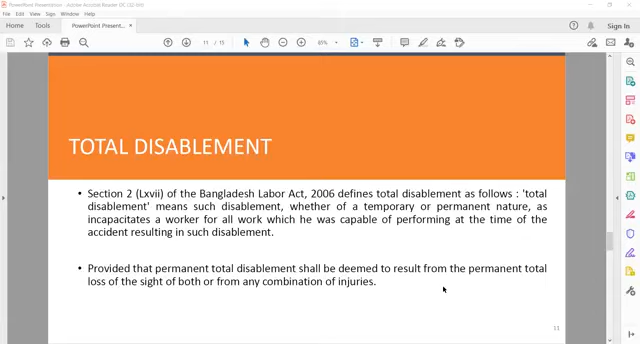 PowerPoint Presentation - Adobe Acrobat Reader DC (32-bit)
File Edit View Sign Window Help
Home Tools PowerPoint Present... × Sign In
11 / 15 65%
TOTAL DISABLEMENT
• Section 2 (Lxvii) of the Bangladesh Labor Act, 2006 defines total disablement as follows : 'total
disablement' means such disablement, whether of a temporary or permanent nature, as
incapacitates a worker for all work which he was capable of performing at the time of the
accident resulting in such disablement.
• Provided that permanent total disablement shall be deemed to result from the permanent total
loss of the sight of both or from any combination of injuries.
11